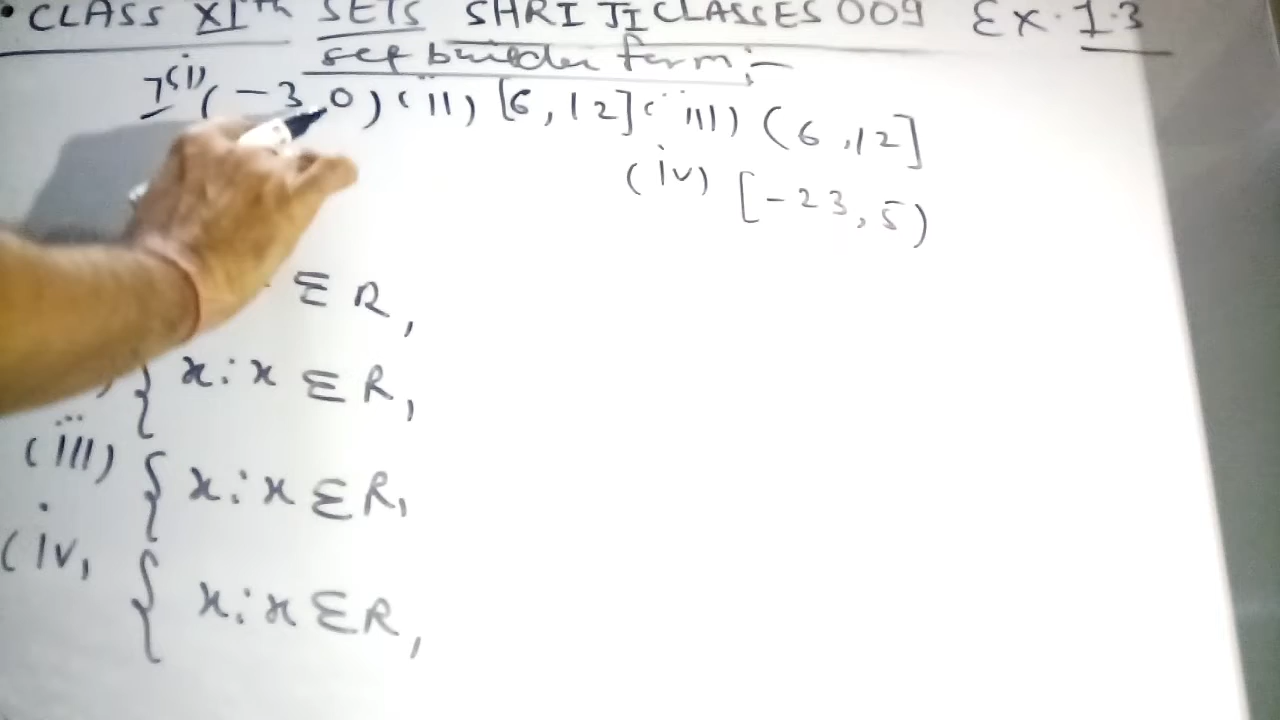 • CLASS XIth SETS SHRI JI CLASSES 009 EX. 1.3
set builder form :-
7(i) (-3,0) (ii) [6,12] (iii) (6,12]
(iv) [-23,5)
∈ R,
{ x : x ∈ R,
(iii) { x : x ∈ R,
(iv, { x : x ∈ R,